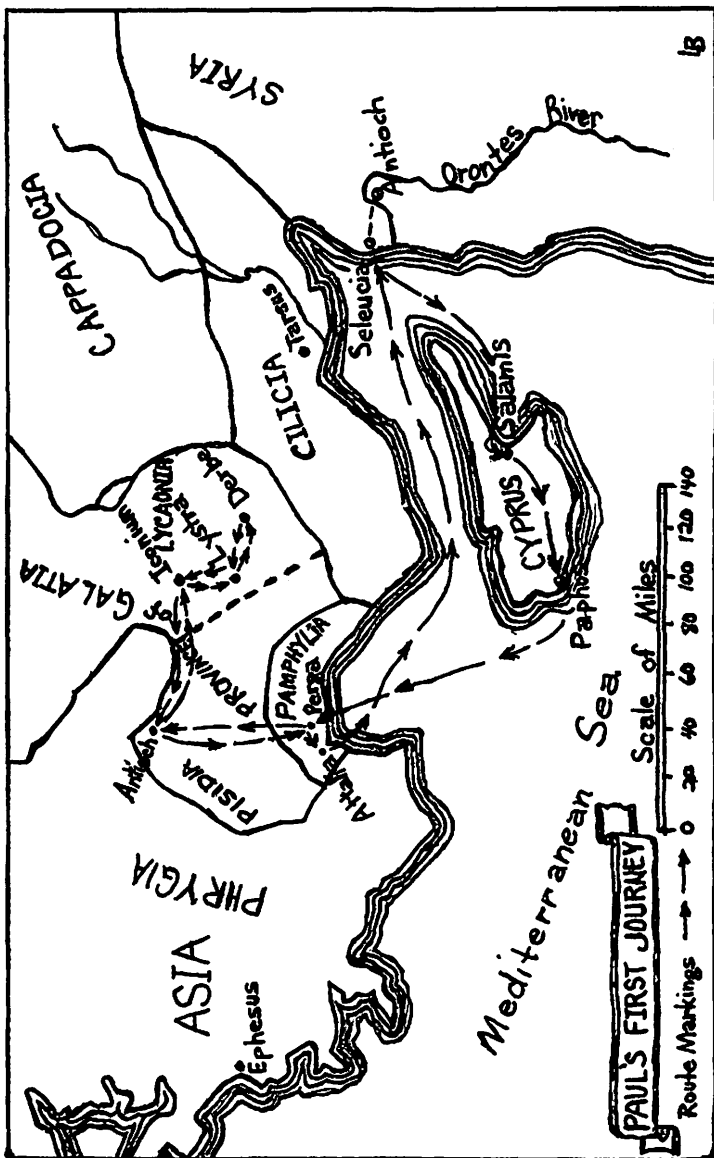 CAPPADOCIA
SYRIA
GALATIA
PROVINCE of
Iconium
LYCAONIA
Lystra
Derbe
CILICIA
Tarsus
Antioch
PISIDIA
PHRYGIA
ASIA
Ephesus
PAMPHYLIA
Perga
Attalia
Seleucia
Antioch
Orontes River
Salamis
CYPRUS
Paphos
Mediterranean Sea
PAUL'S FIRST JOURNEY
Route Markings
Scale of Miles
0 20 40 60 80 100 120 140